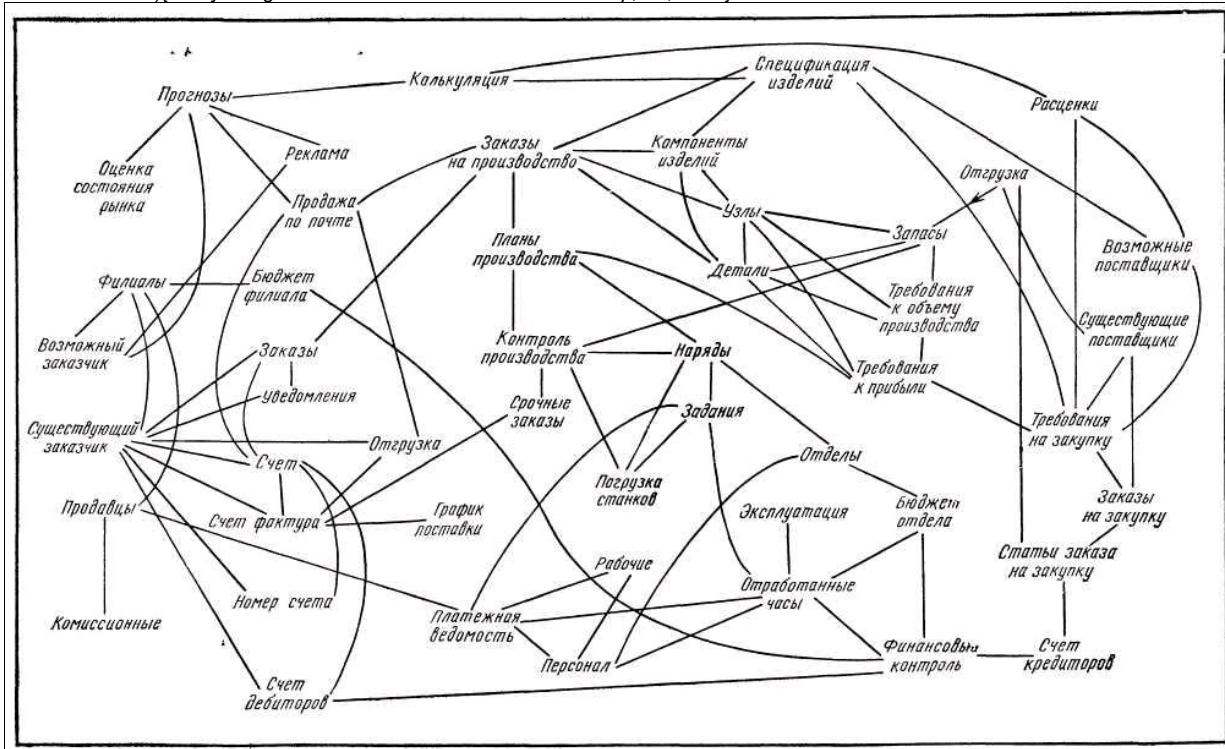 Калькуляция
Спецификация
изделий
Прогнозы
Расценки
Оценка
состояния
рынка
Реклама
Заказы
на производство
Компоненты
изделий
Отгрузка
Продажа
по почте
Узлы
Запасы
Планы
производства
Детали
Возможные
поставщики
Филиалы
Бюджет
филиала
Требования
к объему
производства
Существующие
поставщики
Возможный
заказчик
Заказы
Контроль
производства
Наряды
Требования
к прибыли
Уведомления
Срочные
заказы
Задания
Требования
на закупку
Существующий
заказчик
Отгрузка
Счет
Отделы
Погрузка
станков
Продавцы
Счет фактура
График
поставки
Эксплуатация
Бюджет
отдела
Заказы
на закупку
Статьи заказа
на закупку
Рабочие
Отработанные
часы
Номер счета
Платежная
ведомость
Комиссионные
Персонал
Финансовый
контроль
Счет
кредиторов
Счет
дебиторов